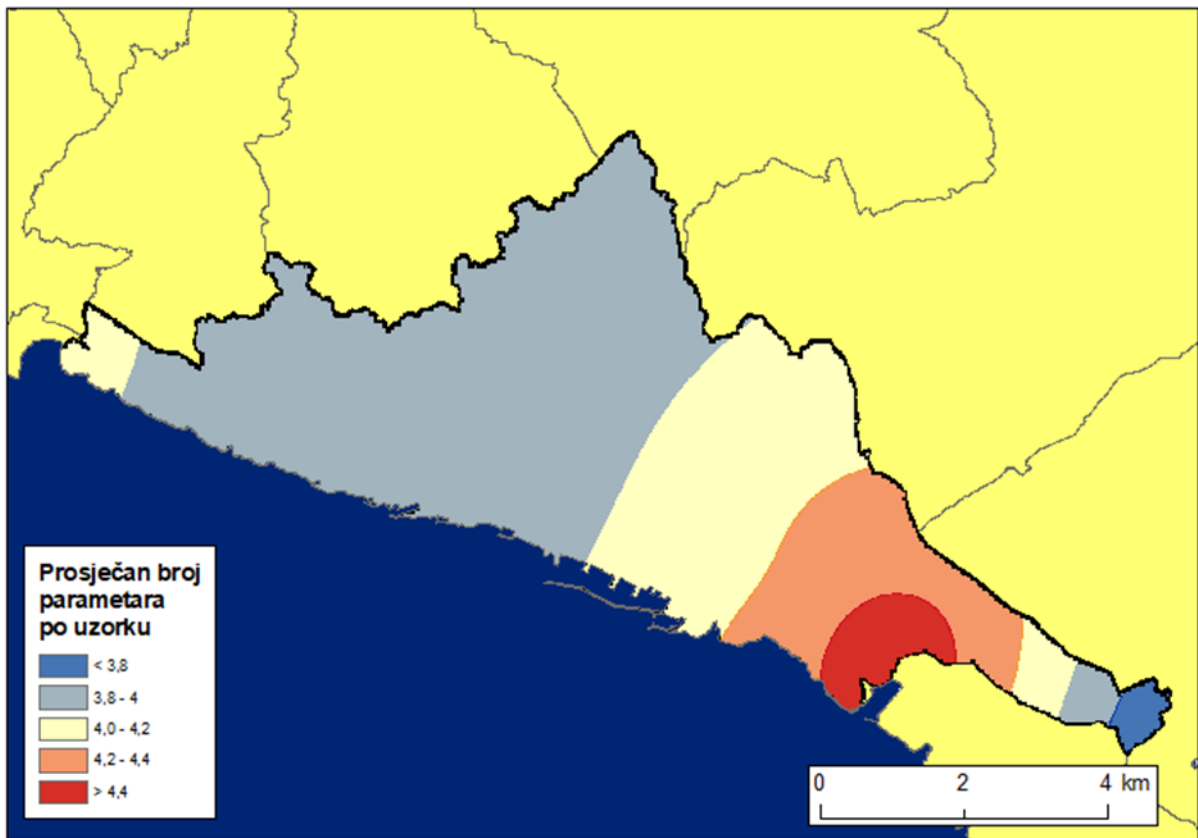 Prosječan broj
parametara
po uzorku
< 3,8
3,8 - 4
4,0 - 4,2
4,2 - 4,4
> 4,4
0 2 4 km